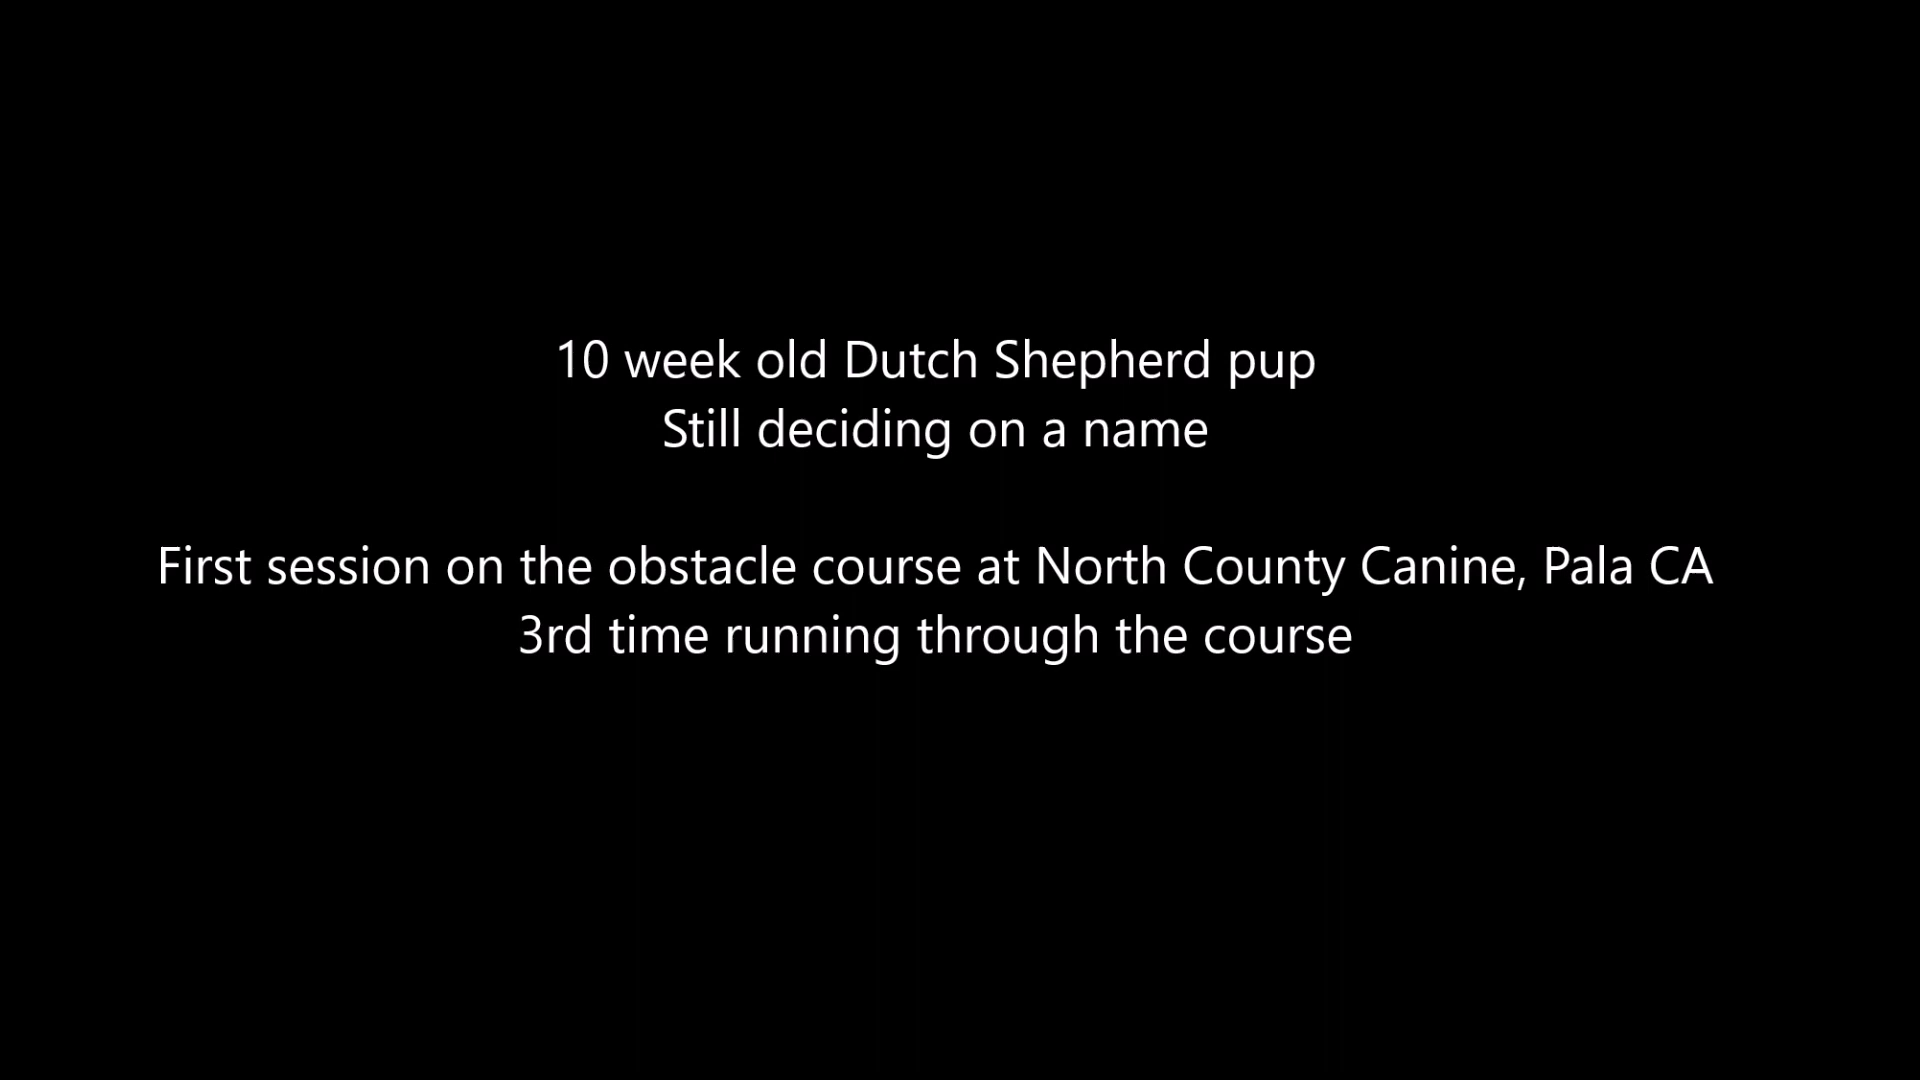 10 week old Dutch Shepherd pup
Still deciding on a name
First session on the obstacle course at North County Canine, Pala CA
3rd time running through the course